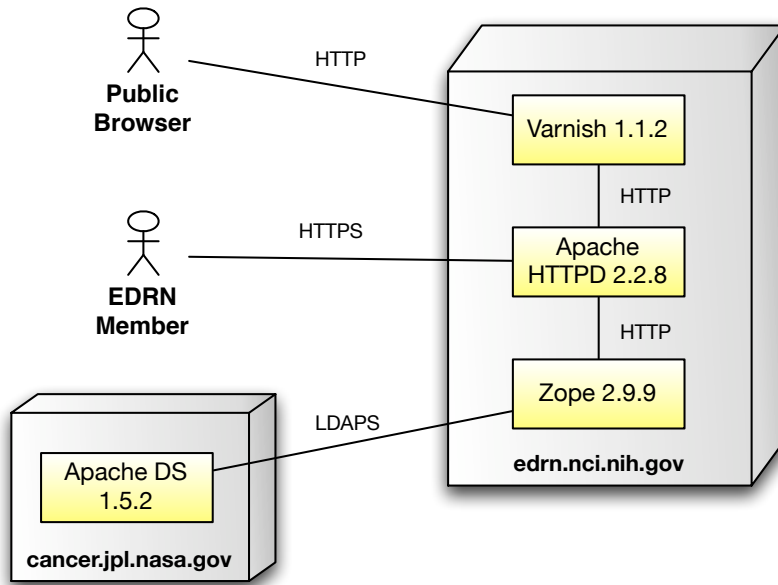 HTTP
Public
Browser
Varnish 1.1.2
HTTP
HTTPS
Apache
HTTPD 2.2.8
EDRN
Member
HTTP
Zope 2.9.9
LDAPS
edrn.nci.nih.gov
Apache DS
1.5.2
cancer.jpl.nasa.gov